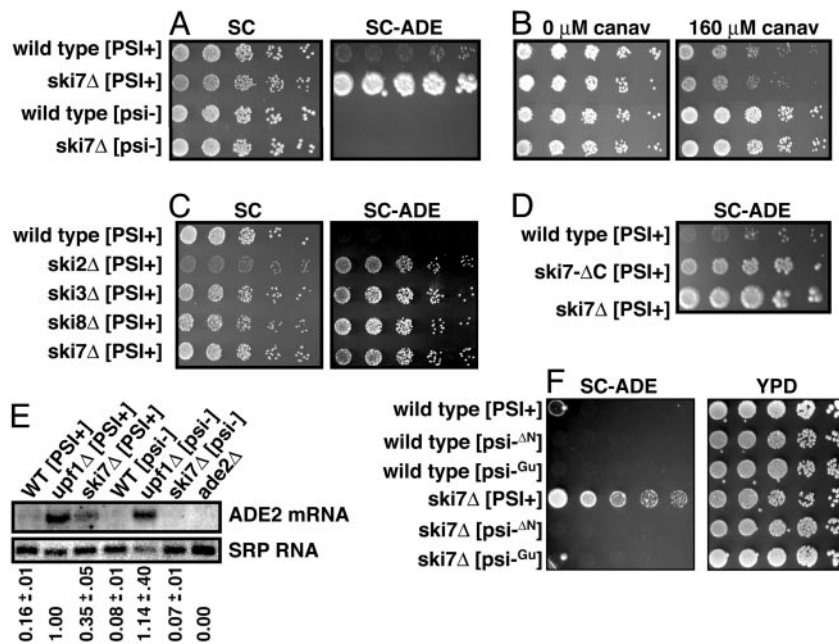 A
SC
SC-ADE
wild type [PSI+]
ski7Δ [PSI+]
wild type [psi-]
ski7Δ [psi-]
B
0 μM canav
160 μM canav
C
SC
SC-ADE
wild type [PSI+]
ski2Δ [PSI+]
ski3Δ [PSI+]
ski8Δ [PSI+]
ski7Δ [PSI+]
D
SC-ADE
wild type [PSI+]
ski7-ΔC [PSI+]
ski7Δ [PSI+]
E
WT [PSI+]
upf1Δ [PSI+]
ski7Δ [PSI+]
WT [psi-]
upf1Δ [psi-]
ski7Δ [psi-]
ade2Δ
ADE2 mRNA
SRP RNA
0.16 ±.01
1.00
0.35 ±.05
0.08 ±.01
1.14 ±.40
0.07 ±.01
0.00
F
SC-ADE
YPD
wild type [PSI+]
wild type [psi-ΔN]
wild type [psi-Gu]
ski7Δ [PSI+]
ski7Δ [psi-ΔN]
ski7Δ [psi-Gu]